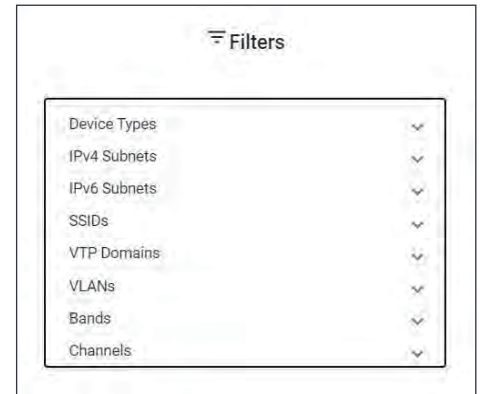 Filters
Device Types
IPv4 Subnets
IPv6 Subnets
SSIDs
VTP Domains
VLANs
Bands
Channels